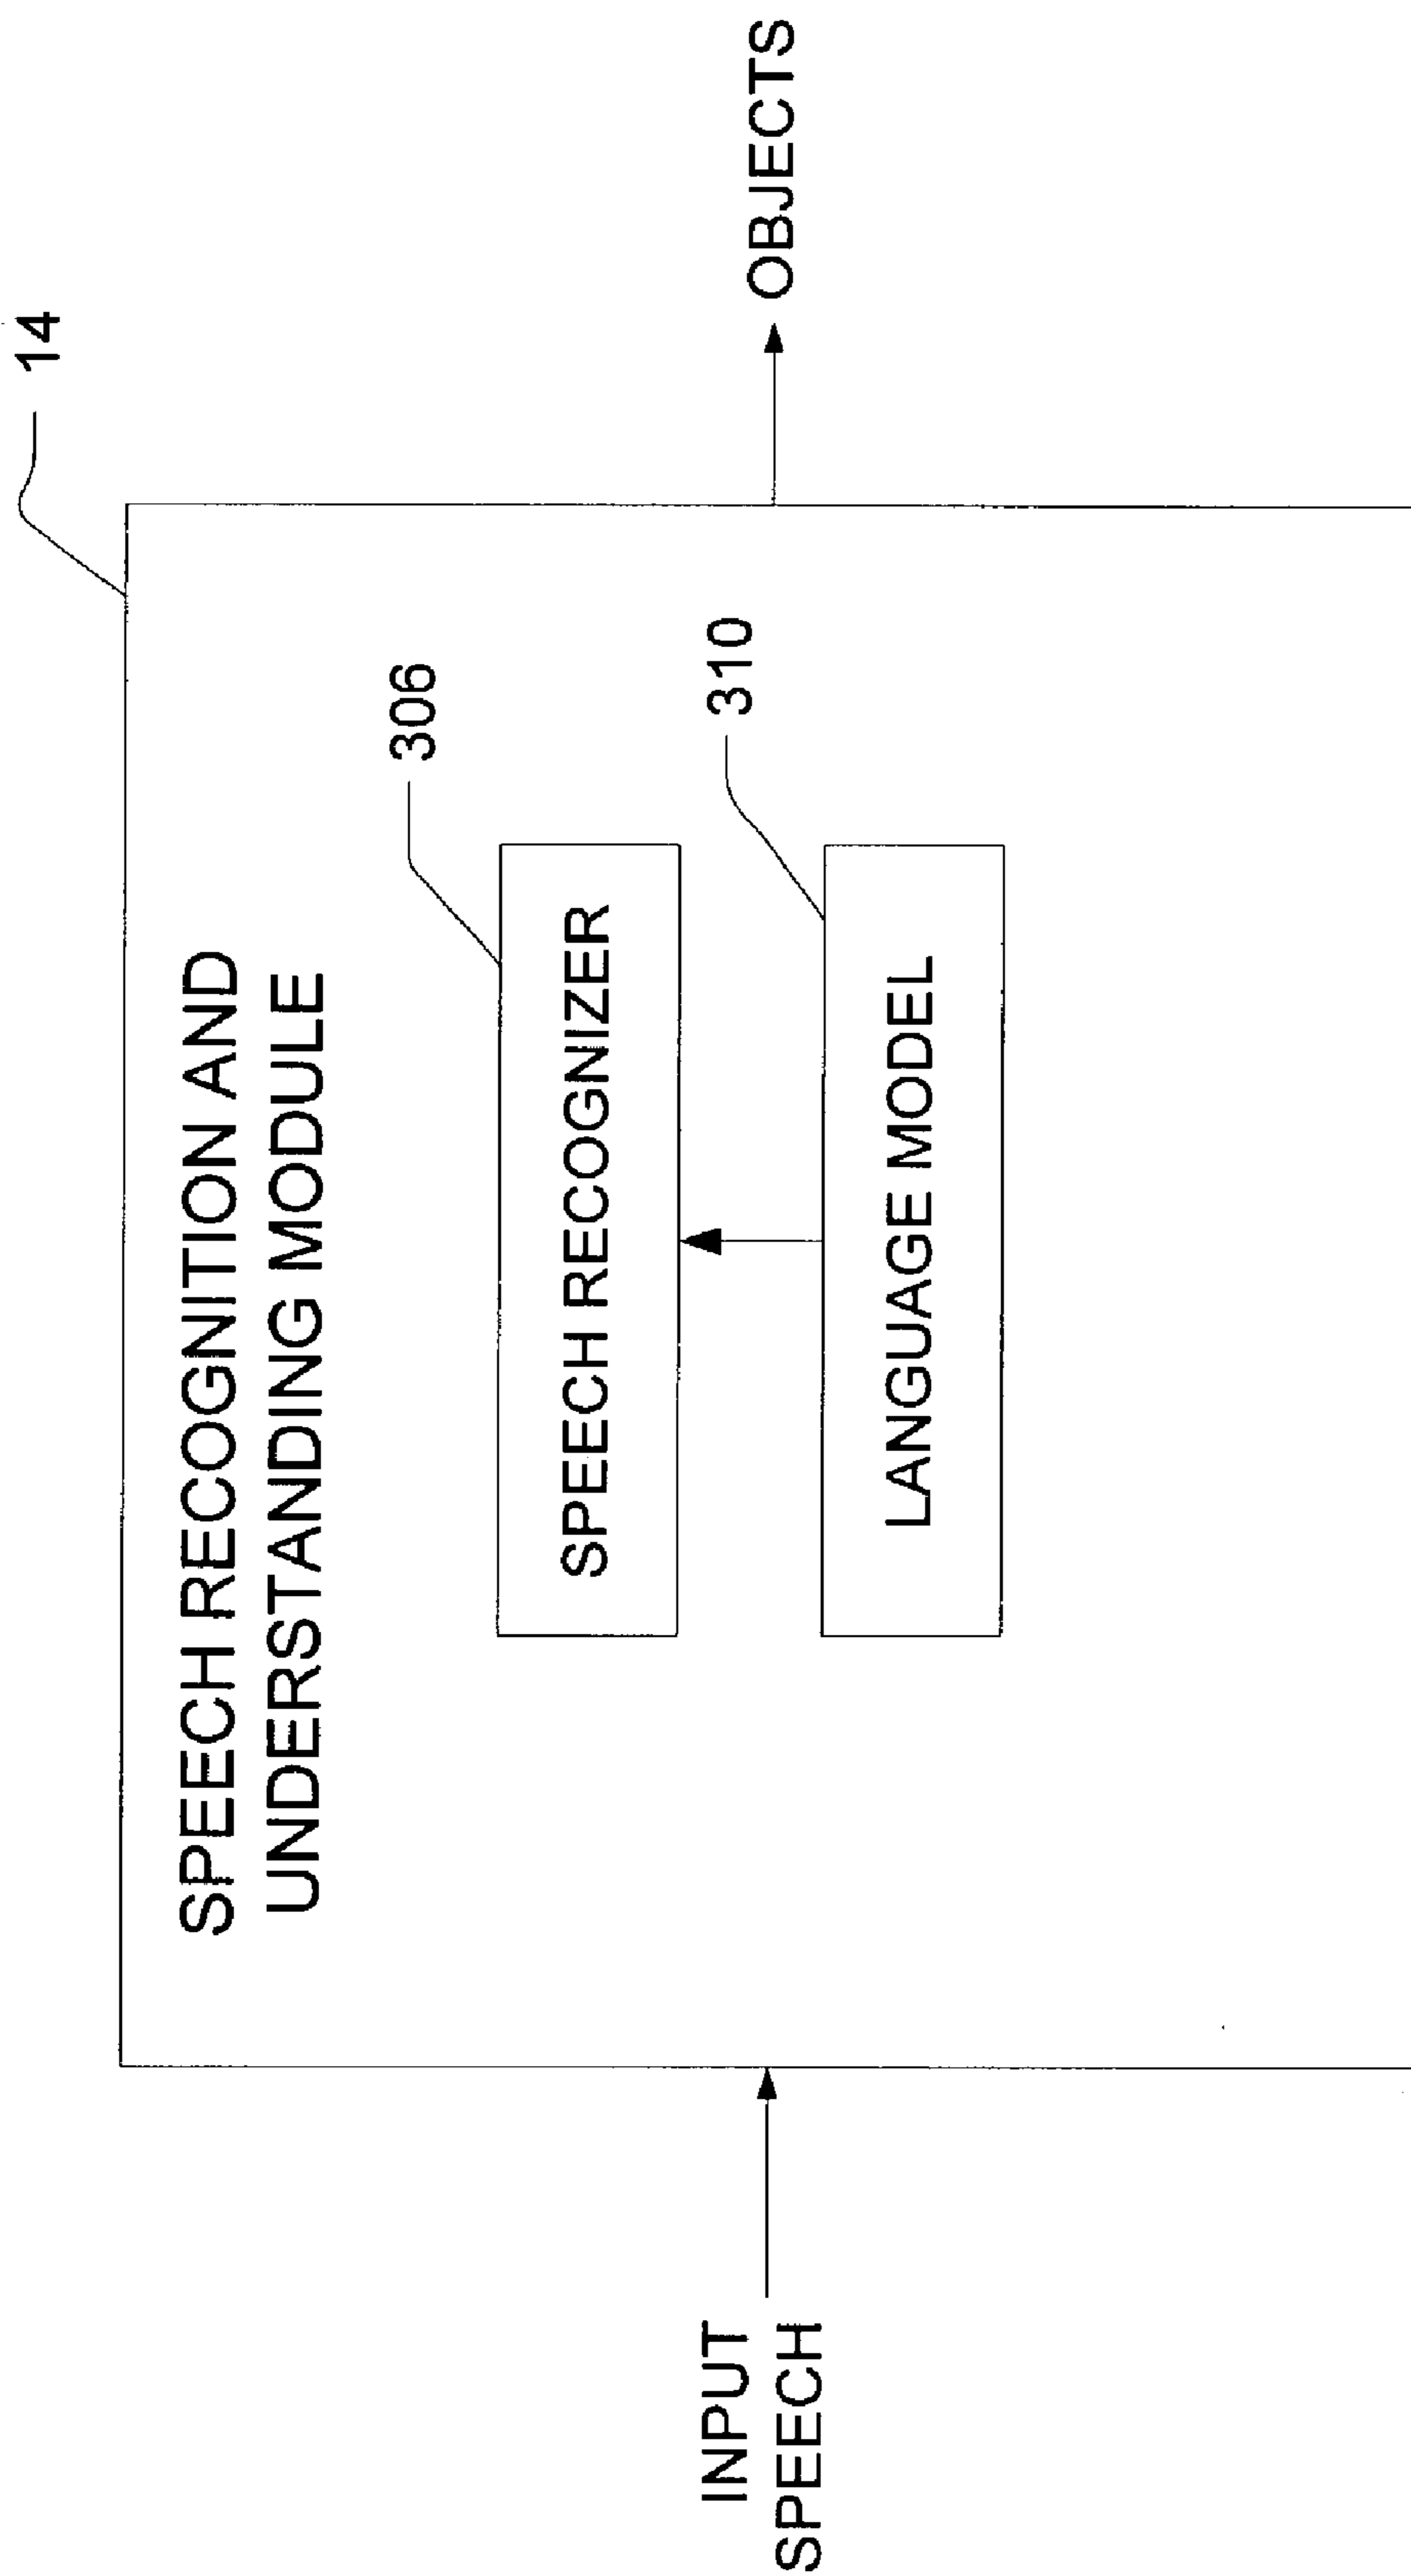 14
SPEECH RECOGNITION AND
UNDERSTANDING MODULE
306
SPEECH RECOGNIZER
310
LANGUAGE MODEL
INPUT
SPEECH
OBJECTS